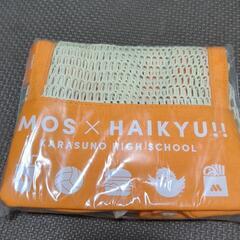 MOS × HAIKYU!!
KARASUNO HIGH SCHOOL